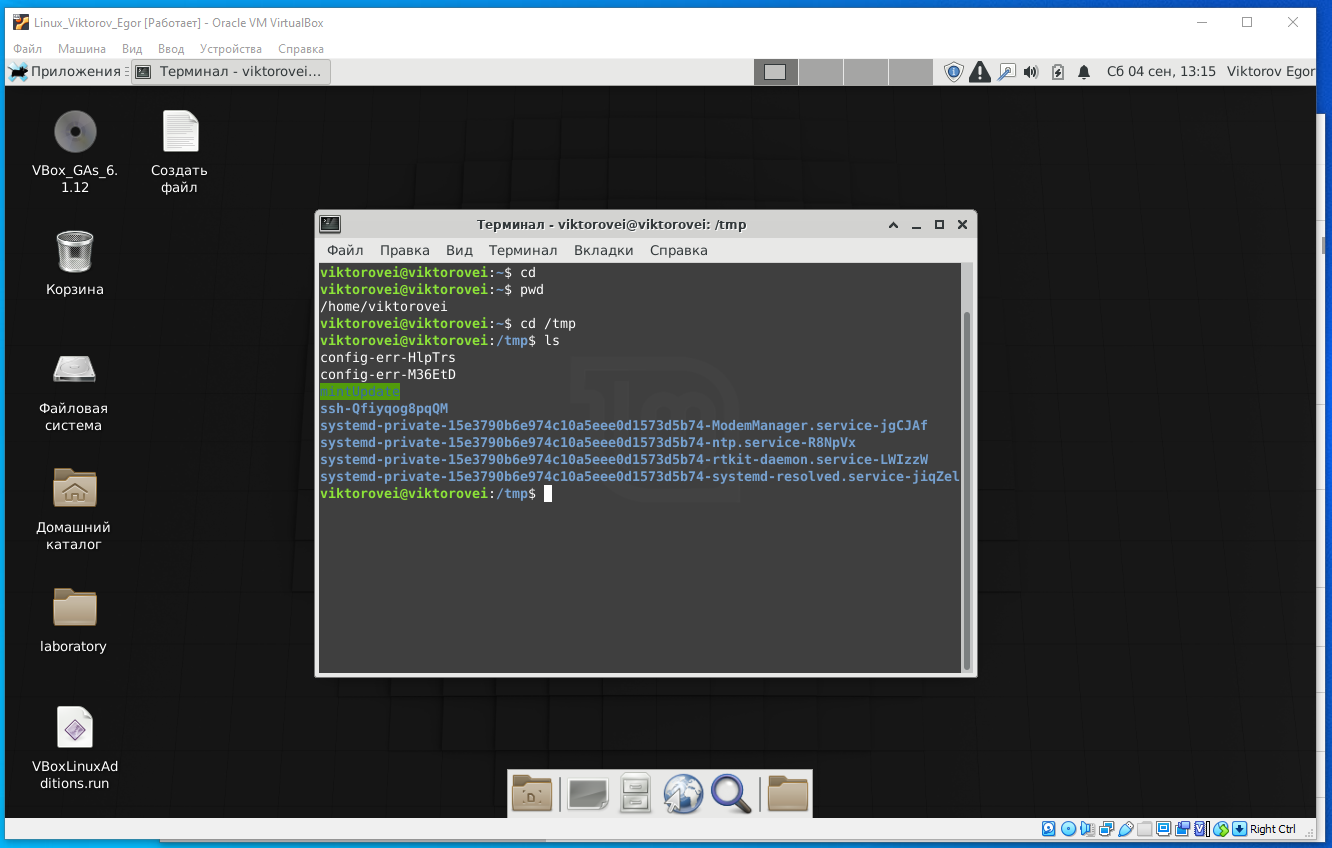 Linux_Viktorov_Egor [Работает] - Oracle VM VirtualBox
Файл Машина Вид Ввод Устройства Справка
Приложения Терминал - viktorovei... Сб 04 сен, 13:15 Viktorov Egor
VBox_GAs_6.
1.12
Создать
файл
Корзина
Файловая
система
Домашний
каталог
laboratory
VBoxLinuxAd
ditions.run
Терминал - viktorovei@viktorovei: /tmp
Файл Правка Вид Терминал Вкладки Справка
viktorovei@viktorovei:~$ cd
viktorovei@viktorovei:~$ pwd
/home/viktorovei
viktorovei@viktorovei:~$ cd /tmp
viktorovei@viktorovei:/tmp$ ls
config-err-HlpTrs
config-err-M36EtD
mintUpdate
ssh-Qfiyqog8pqQM
systemd-private-15e3790b6e974c10a5eee0d1573d5b74-ModemManager.service-jgCJAf
systemd-private-15e3790b6e974c10a5eee0d1573d5b74-ntp.service-R8NpVx
systemd-private-15e3790b6e974c10a5eee0d1573d5b74-rtkit-daemon.service-LWIzzW
systemd-private-15e3790b6e974c10a5eee0d1573d5b74-systemd-resolved.service-jiqZel
viktorovei@viktorovei:/tmp$
Right Ctrl